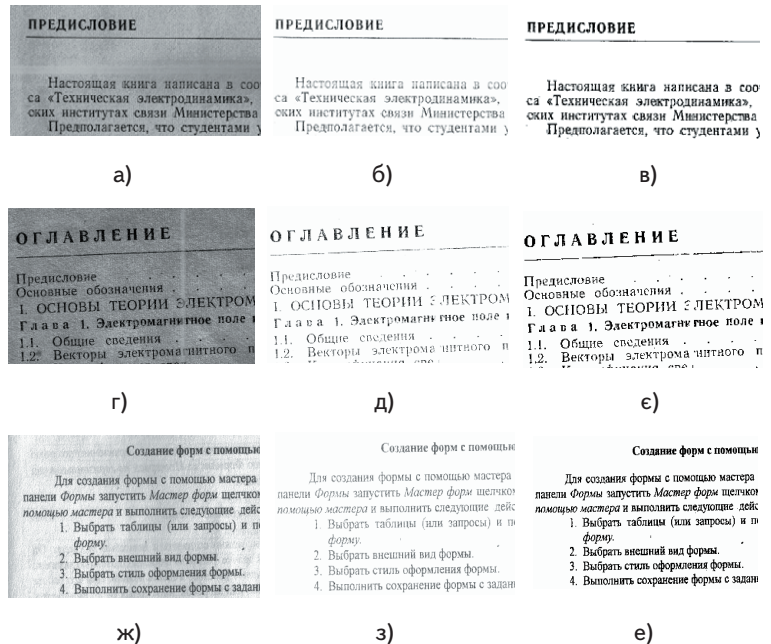 ПРЕДИСЛОВИЕ
Настоящая книга написана в соо
са «Техническая электродинамика»,
ских институтах связи Министерства
Предполагается, что студентами у
а)
ПРЕДИСЛОВИЕ
Настоящая книга написана в соо
са «Техническая электродинамика»,
ских институтах связи Министерства
Предполагается, что студентами у
б)
ПРЕДИСЛОВИЕ
Настоящая книга написана в соо
са «Техническая электродинамика»,
ских институтах связи Министерства
Предполагается, что студентами у
в)
ОГЛАВЛЕНИЕ
Предисловие . . . .
Основные обозначения . . . .
1. ОСНОВЫ ТЕОРИИ ЭЛЕКТРОМ
Глава 1. Электромагнитное поле и
1.1. Общие сведения . . . .
1.2. Векторы электромагнитного п
г)
ОГЛАВЛЕНИЕ
Предисловие . . . .
Основные обозначения . . . .
1. ОСНОВЫ ТЕОРИИ ЭЛЕКТРОМ
Глава 1. Электромагнитное поле и
1.1. Общие сведения . . . .
1.2. Векторы электрома нитного п
д)
ОГЛАВЛЕНИЕ
Предисловие . . . .
Основные обозначения . . . .
1. ОСНОВЫ ТЕОРИИ ЭЛЕКТРОМ
Глава 1. Электромагнитное поле и
1.1. Общие сведения . . . .
1.2. Векторы электрома нитного п
є)
Создание форм с помощью
Для создания формы с помощью мастера
панели Формы запустить Мастер форм щелчком
помощью мастера и выполнить следующие дейс
1. Выбрать таблицы (или запросы) и по
форму.
2. Выбрать внешний вид формы.
3. Выбрать стиль оформления формы.
4. Выполнить сохранение формы с задан
ж)
Создание форм с помощью
Для создания формы с помощью мастера
панели Формы запустить Мастер форм щелчком
помощью мастера и выполнить следующие дейс
1. Выбрать таблицы (или запросы) и по
форму.
2. Выбрать внешний вид формы.
3. Выбрать стиль оформления формы.
4. Выполнить сохранение формы с задан
з)
Создание форм с помощью
Для создания формы с помощью мастера
панели Формы запустить Мастер форм щелчком
помощью мастера и выполнить следующие дейс
1. Выбрать таблицы (или запросы) и п
форму.
2. Выбрать внешний вид формы.
3. Выбрать стиль оформления формы.
4. Выполнить сохранение формы с задан
е)